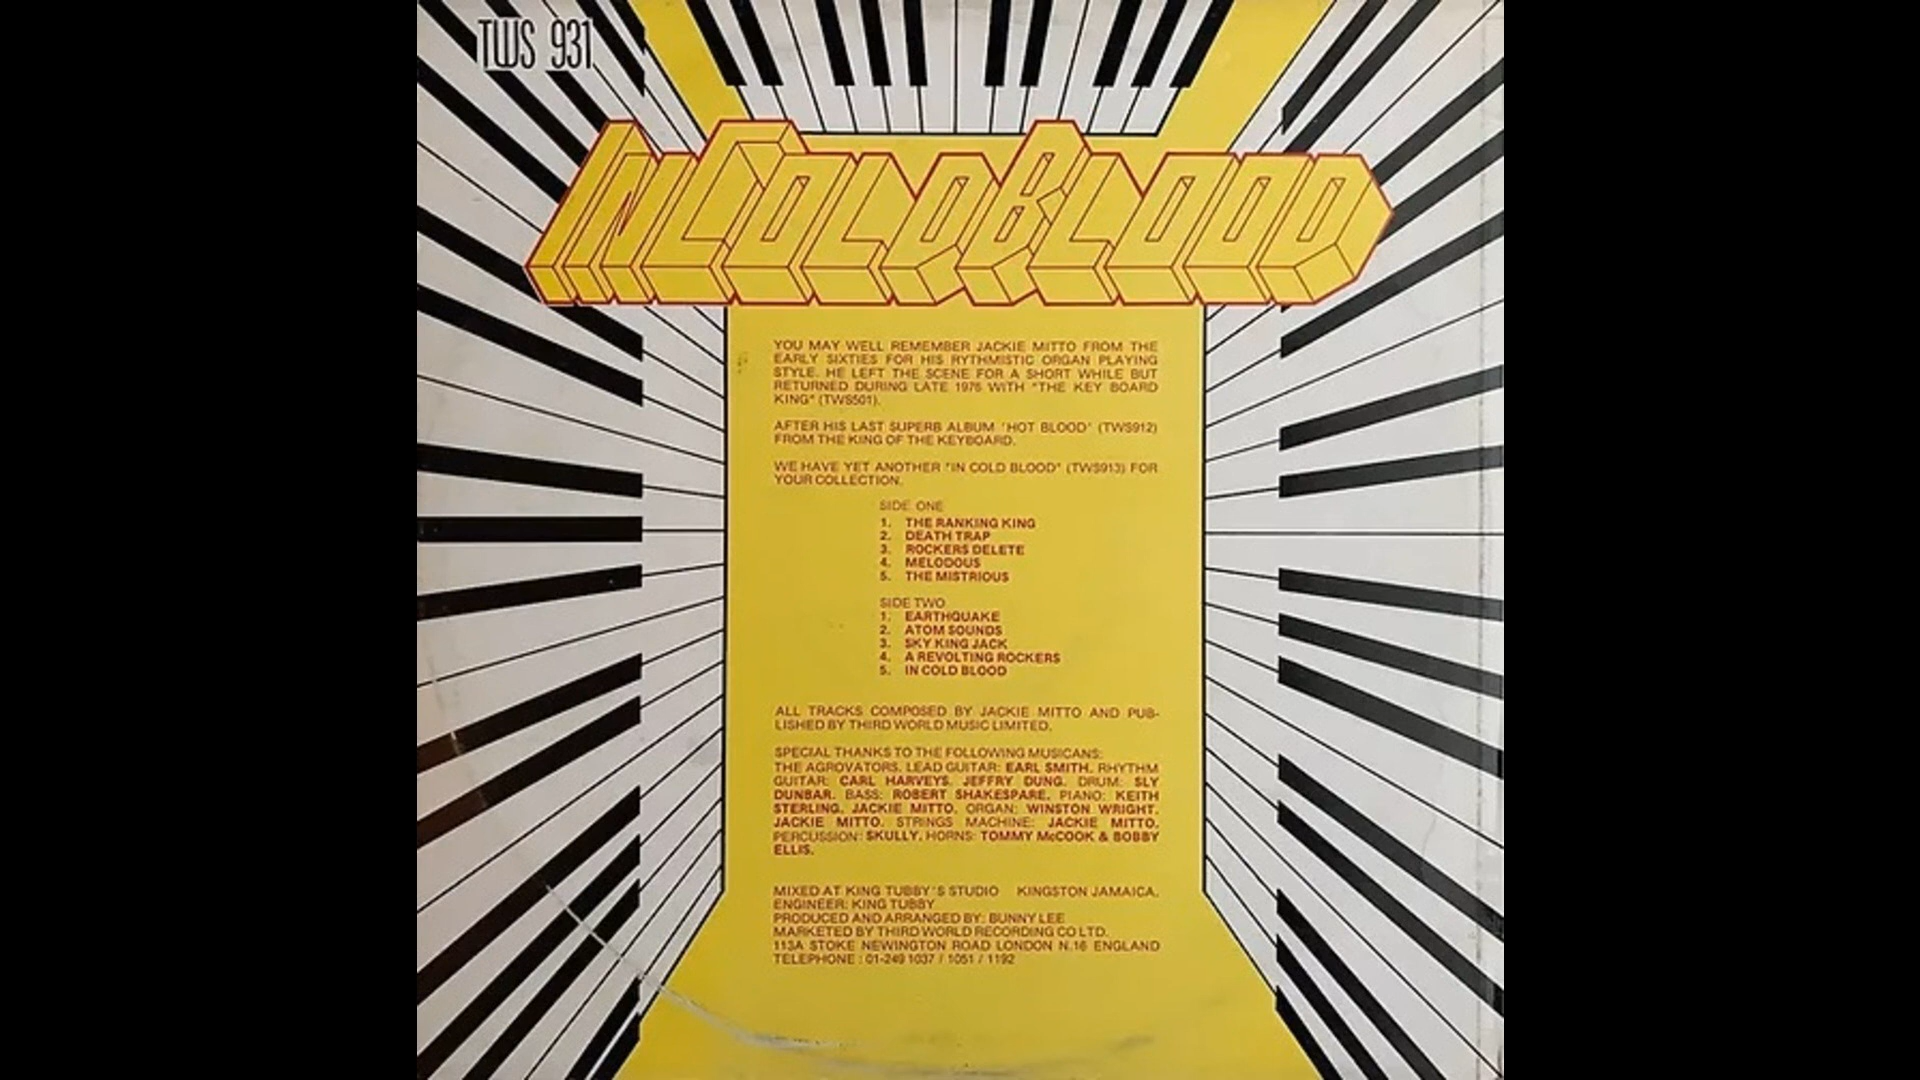 TWS 931
INCOLDBLOOD
YOU MAY WELL REMEMBER JACKIE MITTO FROM THE
EARLY SIXTIES FOR HIS RYTHMISTIC ORGAN PLAYING
STYLE. HE LEFT THE SCENE FOR A SHORT WHILE BUT
RETURNED DURING LATE 1976 WITH "THE KEY BOARD
KING" (TWS501).
AFTER HIS LAST SUPERB ALBUM 'HOT BLOOD' (TWS912)
FROM THE KING OF THE KEYBOARD.
WE HAVE YET ANOTHER "IN COLD BLOOD" (TWS913) FOR
YOUR COLLECTION.
SIDE ONE
1. THE RANKING KING
2. DEATH TRAP
3. ROCKERS DELETE
4. MELODOUS
5. THE MISTRIOUS
SIDE TWO
1. EARTHQUAKE
2. ATOM SOUNDS
3. SKY KING JACK
4. A REVOLTING ROCKERS
5. IN COLD BLOOD
ALL TRACKS COMPOSED BY JACKIE MITTO AND PUB-
LISHED BY THIRD WORLD MUSIC LIMITED.
SPECIAL THANKS TO THE FOLLOWING MUSICANS:
THE AGROVATORS. LEAD GUITAR: EARL SMITH. RHYTHM
GUITAR: CARL HARVEYS. JEFFRY DUNG. DRUM: SLY
DUNBAR. BASS: ROBERT SHAKESPARE. PIANO: KEITH
STERLING. JACKIE MITTO. ORGAN: WINSTON WRIGHT.
JACKIE MITTO. STRINGS MACHINE: JACKIE MITTO.
PERCUSSION: SKULLY. HORNS: TOMMY McCOOK & BOBBY
ELLIS.
MIXED AT KING TUBBY'S STUDIO KINGSTON JAMAICA.
ENGINEER: KING TUBBY
PRODUCED AND ARRANGED BY: BUNNY LEE
MARKETED BY THIRD WORLD RECORDING CO LTD.
113A STOKE NEWINGTON ROAD LONDON N.16 ENGLAND
TELEPHONE : 01-249 1037 / 1051 / 1192